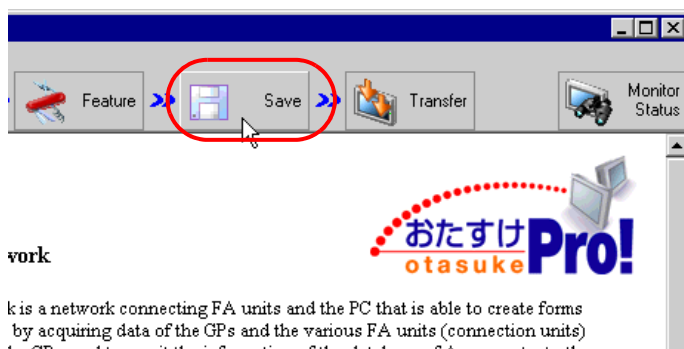 Feature
Save
Transfer
Monitor
Status
おたすけ Pro!
otasuke
work
k is a network connecting FA units and the PC that is able to create forms
by acquiring data of the GPs and the various FA units (connection units)